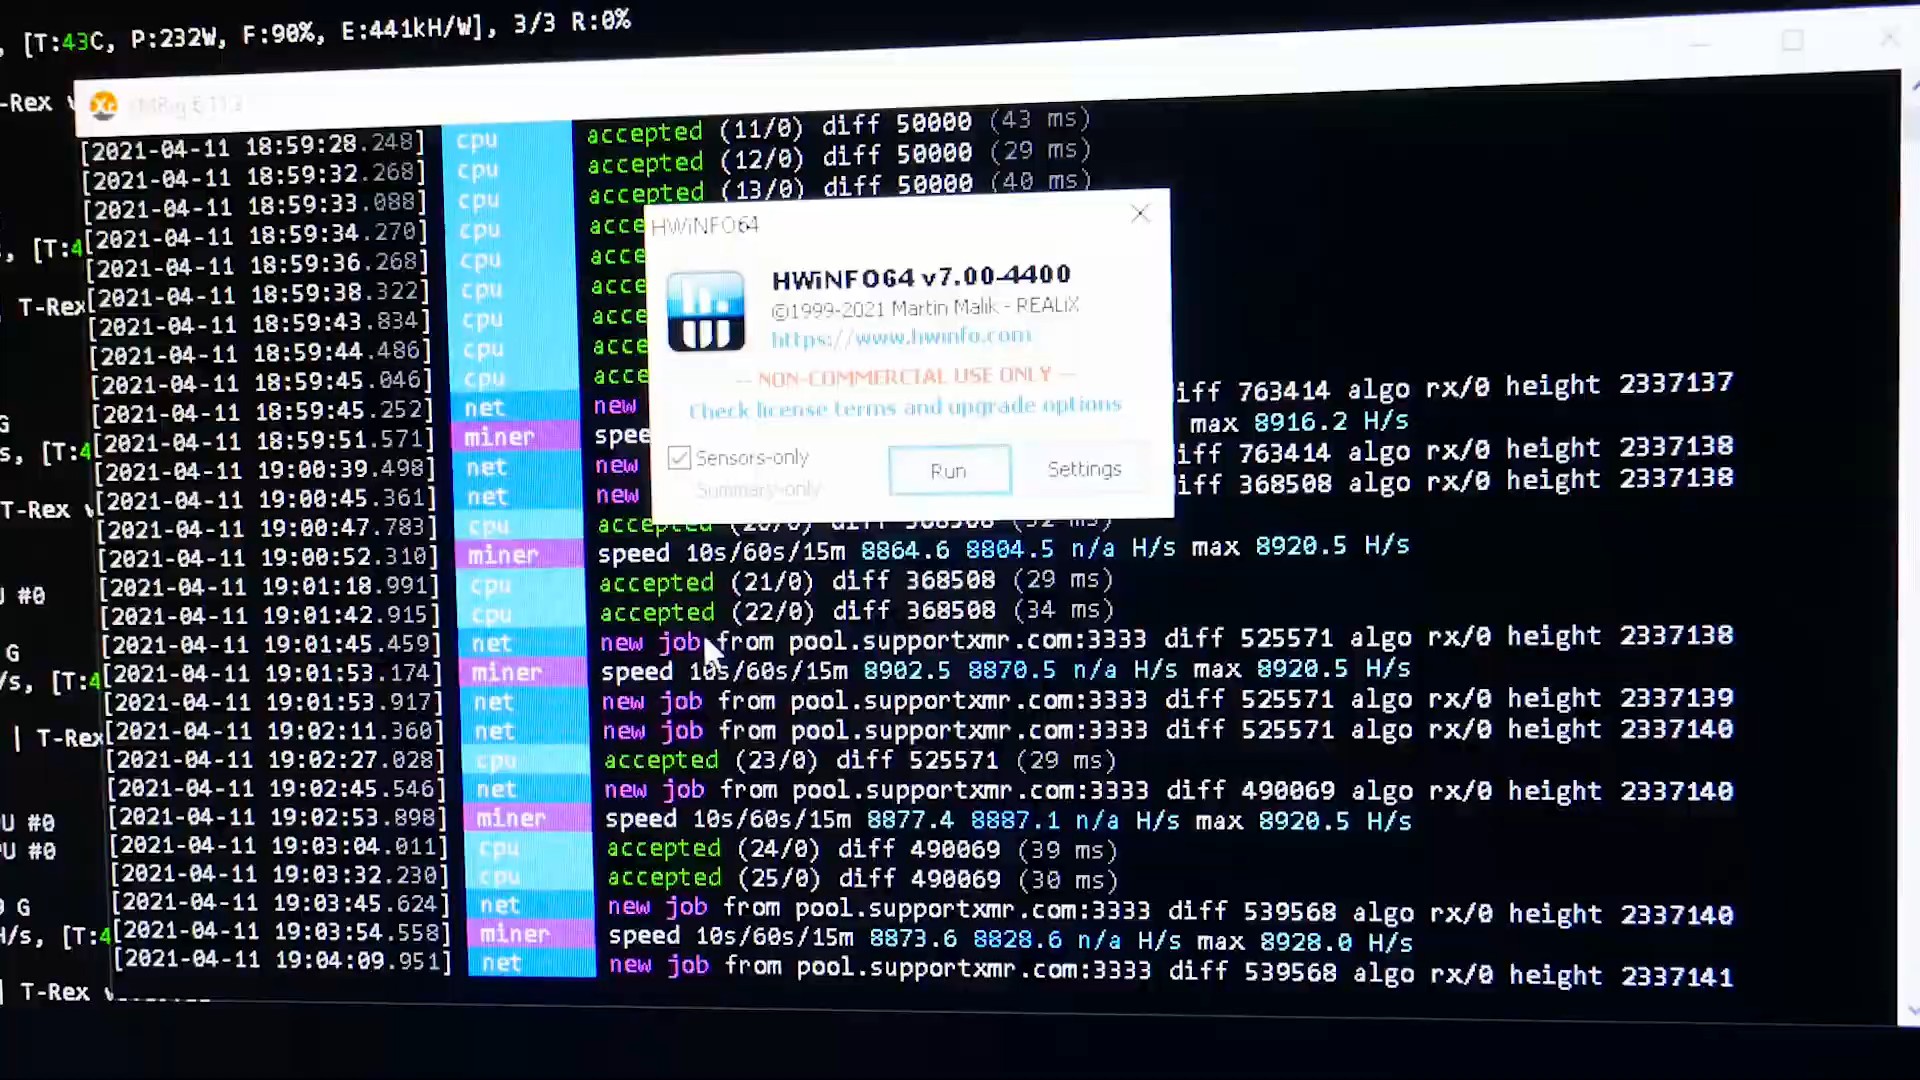 , [T:43C, P:232W, F:90%, E:441kH/W], 3/3 R:0%
-Rex
XMRig 6.11.2
[2021-04-11 18:59:28.248] cpu accepted (11/0) diff 50000 (43 ms)
[2021-04-11 18:59:32.268] cpu accepted (12/0) diff 50000 (29 ms)
[2021-04-11 18:59:33.088] cpu accepted (13/0) diff 50000 (40 ms)
[2021-04-11 18:59:34.270] cpu acce
, [T:4
[2021-04-11 18:59:36.268] cpu acce
[2021-04-11 18:59:38.322] cpu acce
T-Rex
[2021-04-11 18:59:43.834] cpu acce
[2021-04-11 18:59:44.486] cpu acce
[2021-04-11 18:59:45.046] cpu acce
[2021-04-11 18:59:45.252] net new diff 763414 algo rx/0 height 2337137
G
[2021-04-11 18:59:51.571] miner spee max 8916.2 H/s
s, [T:4
[2021-04-11 19:00:39.498] net new diff 763414 algo rx/0 height 2337138
[2021-04-11 19:00:45.361] net new diff 368508 algo rx/0 height 2337138
T-Rex v
HWiNFO64
HWiNFO64 v7.00-4400
©1999-2021 Martin Malik - REALiX
https://www.hwinfo.com
-- NON-COMMERCIAL USE ONLY --
Check license terms and upgrade options
Sensors-only
Summary-only
Run
Settings
[2021-04-11 19:00:47.783] cpu accepted (20/0) diff 368508 (32 ms)
[2021-04-11 19:00:52.310] miner speed 10s/60s/15m 8864.6 8804.5 n/a H/s max 8920.5 H/s
[2021-04-11 19:01:18.991] cpu accepted (21/0) diff 368508 (29 ms)
U #0
[2021-04-11 19:01:42.915] cpu accepted (22/0) diff 368508 (34 ms)
[2021-04-11 19:01:45.459] net new job from pool.supportxmr.com:3333 diff 525571 algo rx/0 height 2337138
G
[2021-04-11 19:01:53.174] miner speed 10s/60s/15m 8902.5 8870.5 n/a H/s max 8920.5 H/s
/s, [T:4
[2021-04-11 19:01:53.917] net new job from pool.supportxmr.com:3333 diff 525571 algo rx/0 height 2337139
[2021-04-11 19:02:11.360] net new job from pool.supportxmr.com:3333 diff 525571 algo rx/0 height 2337140
| T-Rex
[2021-04-11 19:02:27.028] cpu accepted (23/0) diff 525571 (29 ms)
[2021-04-11 19:02:45.546] net new job from pool.supportxmr.com:3333 diff 490069 algo rx/0 height 2337140
[2021-04-11 19:02:53.898] miner speed 10s/60s/15m 8877.4 8887.1 n/a H/s max 8920.5 H/s
U #0
[2021-04-11 19:03:04.011] cpu accepted (24/0) diff 490069 (39 ms)
U #0
[2021-04-11 19:03:32.230] cpu accepted (25/0) diff 490069 (30 ms)
[2021-04-11 19:03:45.624] net new job from pool.supportxmr.com:3333 diff 539568 algo rx/0 height 2337140
G
[2021-04-11 19:03:54.558] miner speed 10s/60s/15m 8873.6 8828.6 n/a H/s max 8928.0 H/s
H/s, [T:4
[2021-04-11 19:04:09.951] net new job from pool.supportxmr.com:3333 diff 539568 algo rx/0 height 2337141
| T-Rex